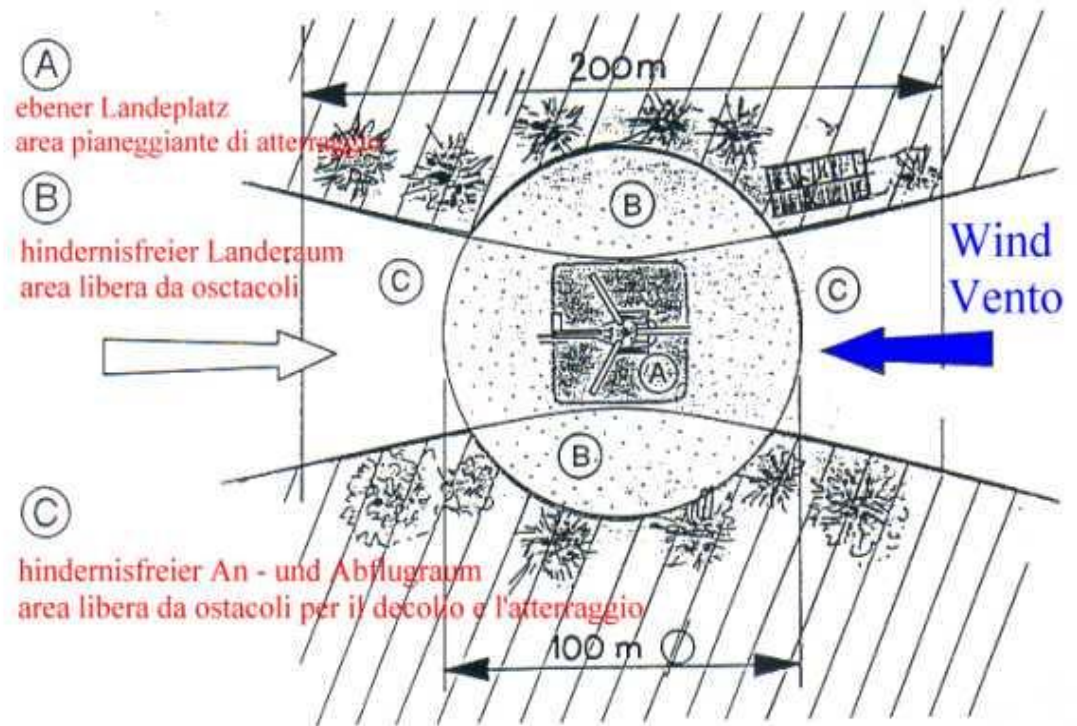 A
ebener Landeplatz
area pianeggiante di atterraggio
B
hindernisfreier Landeraum
area libera da osctacoli
C
hindernisfreier An - und Abflugraum
area libera da ostacoli per il decollo e l'atterraggio
200m
B
C
C
A
B
Wind
Vento
100 m